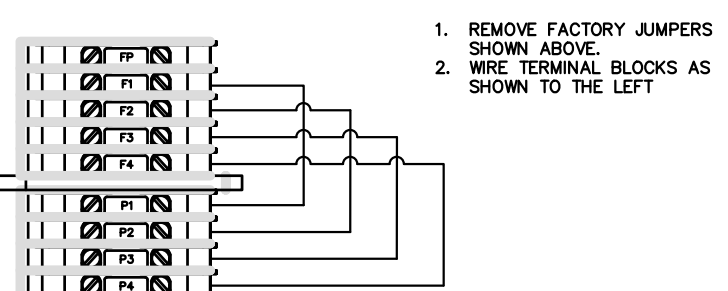 1. REMOVE FACTORY JUMPERS
SHOWN ABOVE.
2. WIRE TERMINAL BLOCKS AS
SHOWN TO THE LEFT
FP
F1
F2
F3
F4
P1
P2
P3
P4